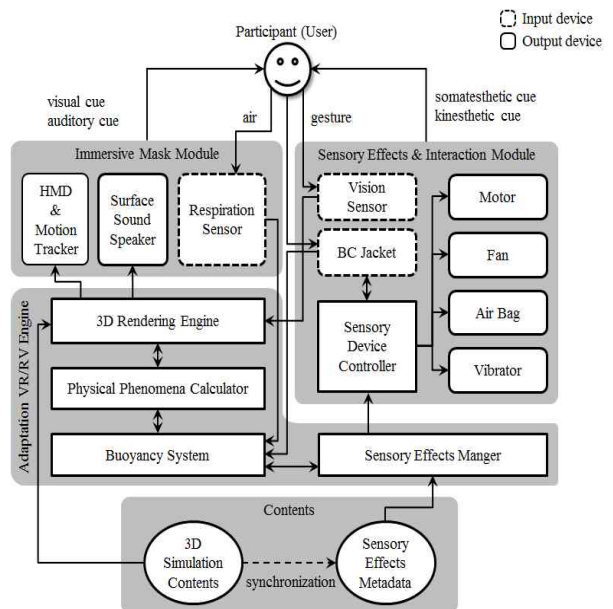 Participant (User)
Input device
Output device
visual cue
auditory cue
air
gesture
somatesthetic cue
kinesthetic cue
Immersive Mask Module
HMD
&
Motion
Tracker
Surface
Sound
Speaker
Respiration
Sensor
Sensory Effects & Interaction Module
Vision
Sensor
BC Jacket
Sensory
Device
Controller
Motor
Fan
Air Bag
Vibrator
Adaptation VR/RV Engine
3D Rendering Engine
Physical Phenomena Calculator
Buoyancy System
Sensory Effects Manger
Contents
3D
Simulation
Contents
synchronization
Sensory
Effects
Metadata